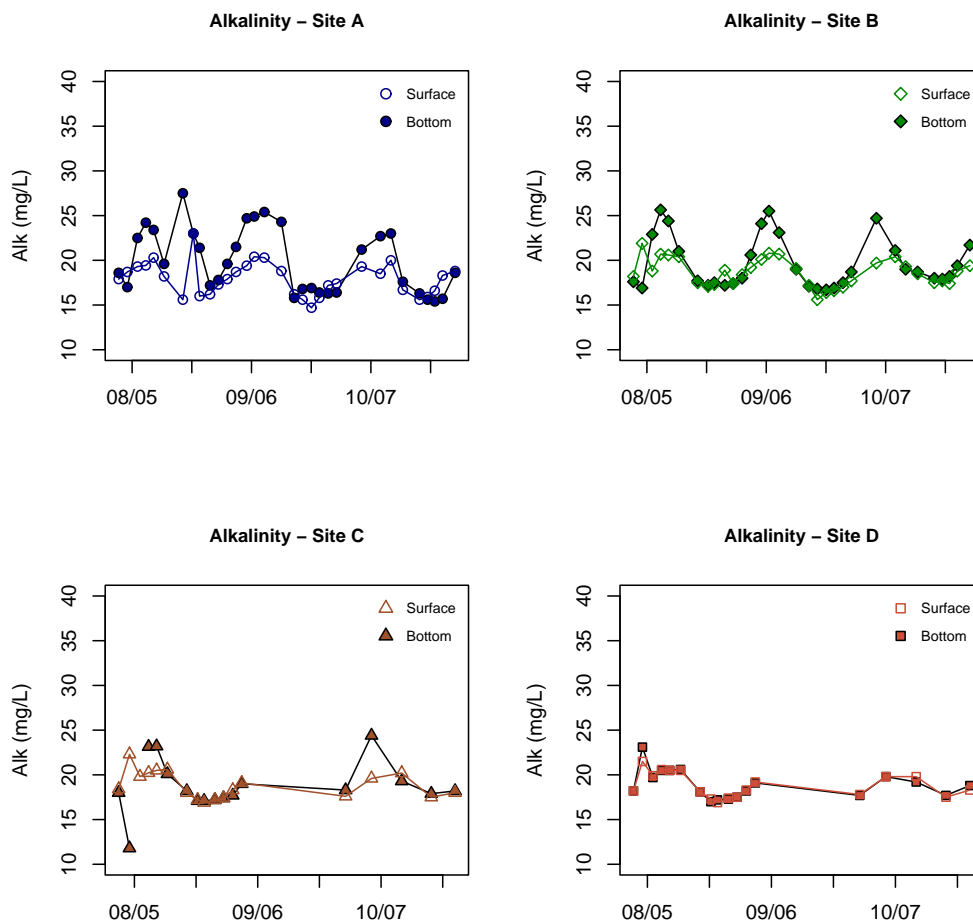 Alkalinity – Site A
Alk (mg/L)
40
35
30
25
20
15
10
08/05
09/06
10/07
Surface
Bottom
Alkalinity – Site B
Alk (mg/L)
40
35
30
25
20
15
10
08/05
09/06
10/07
Surface
Bottom
Alkalinity – Site C
Alk (mg/L)
40
35
30
25
20
15
10
08/05
09/06
10/07
Surface
Bottom
Alkalinity – Site D
Alk (mg/L)
40
35
30
25
20
15
10
08/05
09/06
10/07
Surface
Bottom